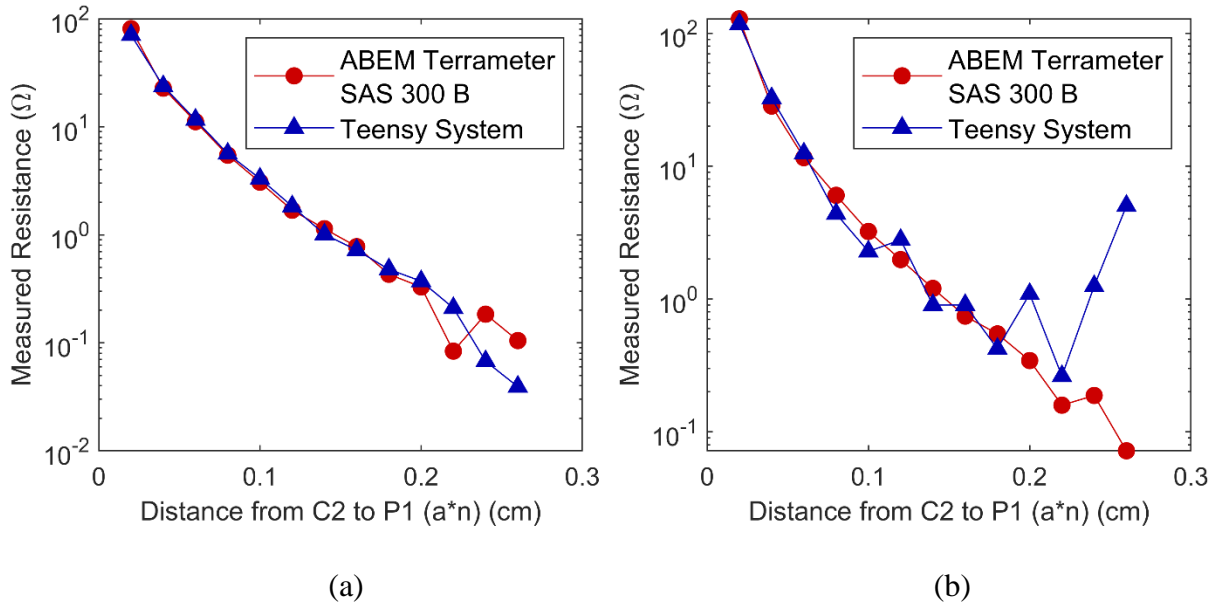 10^2
10^1
10^0
10^-1
10^-2
Measured Resistance (Ω)
ABEM Terrameter
SAS 300 B
Teensy System
0
0.1
0.2
0.3
Distance from C2 to P1 (a*n) (cm)
(a)
10^2
10^1
10^0
10^-1
Measured Resistance (Ω)
ABEM Terrameter
SAS 300 B
Teensy System
0
0.1
0.2
0.3
Distance from C2 to P1 (a*n) (cm)
(b)